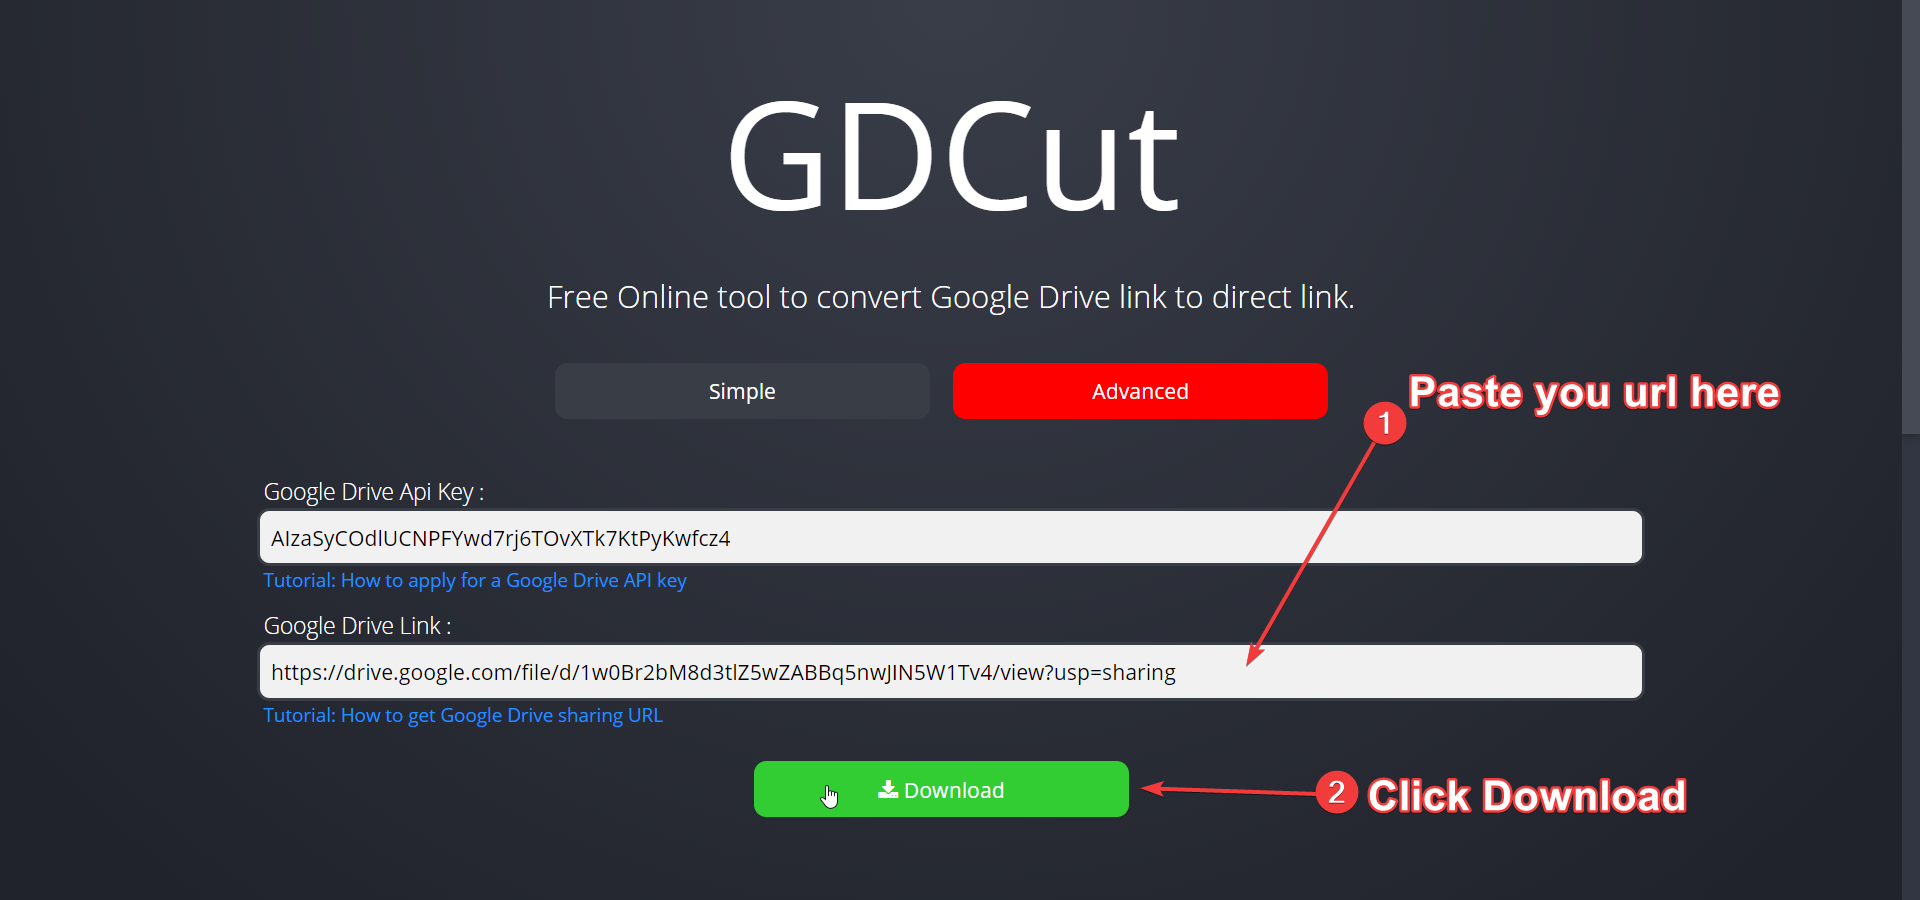 GDCut
Free Online tool to convert Google Drive link to direct link.
Simple
Advanced
Paste you url here
1
Google Drive Api Key :
AIzaSyCOdlUCNPFYwd7rj6TOvXTk7KtPyKwfcz4
Tutorial: How to apply for a Google Drive API key
Google Drive Link :
https://drive.google.com/file/d/1w0Br2bM8d3tlZ5wZABBq5nwJIN5W1Tv4/view?usp=sharing
Tutorial: How to get Google Drive sharing URL
Download
2
Click Download